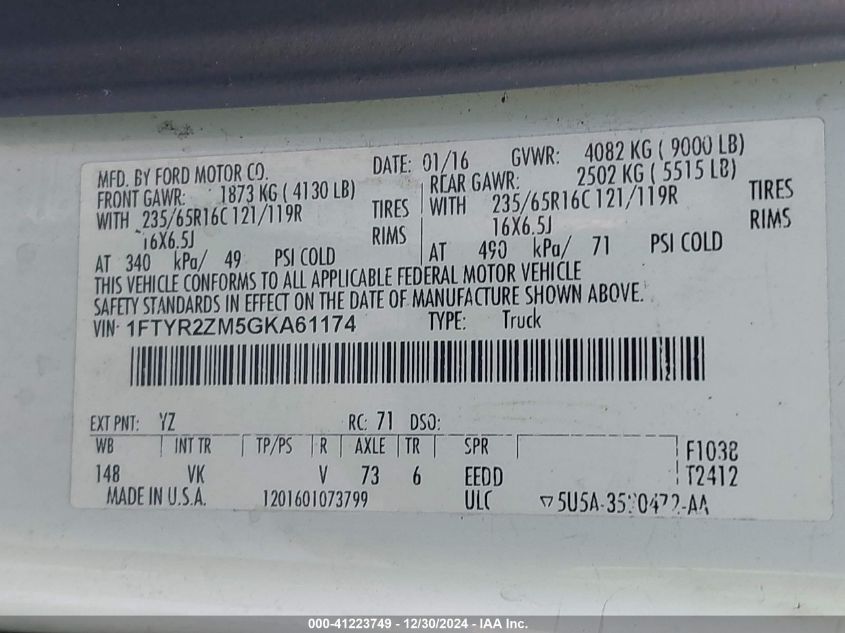 MFD. BY FORD MOTOR CO. DATE: 01/16 GVWR: 4082 KG ( 9000 LB)
FRONT GAWR: 1873 KG ( 4130 LB) REAR GAWR: 2502 KG ( 5515 LB)
WITH 235/65R16C 121/119R TIRES WITH 235/65R16C 121/119R TIRES
16X6.5J RIMS 16X6.5J RIMS
AT 340 kPa/ 49 PSI COLD AT 490 kPa/ 71 PSI COLD
THIS VEHICLE CONFORMS TO ALL APPLICABLE FEDERAL MOTOR VEHICLE
SAFETY STANDARDS IN EFFECT ON THE DATE OF MANUFACTURE SHOWN ABOVE.
VIN: 1FTYR2ZM5GKA61174 TYPE: Truck
EXT PNT: YZ RC: 71 DSO:
WB INT TR TP/PS R AXLE TR SPR F1038
148 VK V 73 6 EEDD T2412
MADE IN U.S.A. 1201601073799 ULC
000-41223749 - 12/30/2024 - IAA Inc.